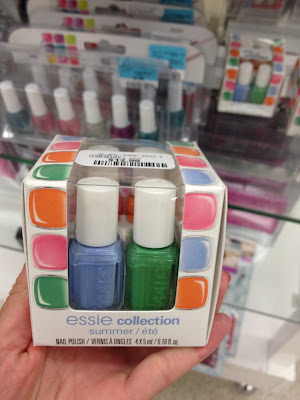 essie collection
summer / été
NAIL POLISH / VERNIS À ONGLES 4 X 5 ml / 0.16 fl.oz.